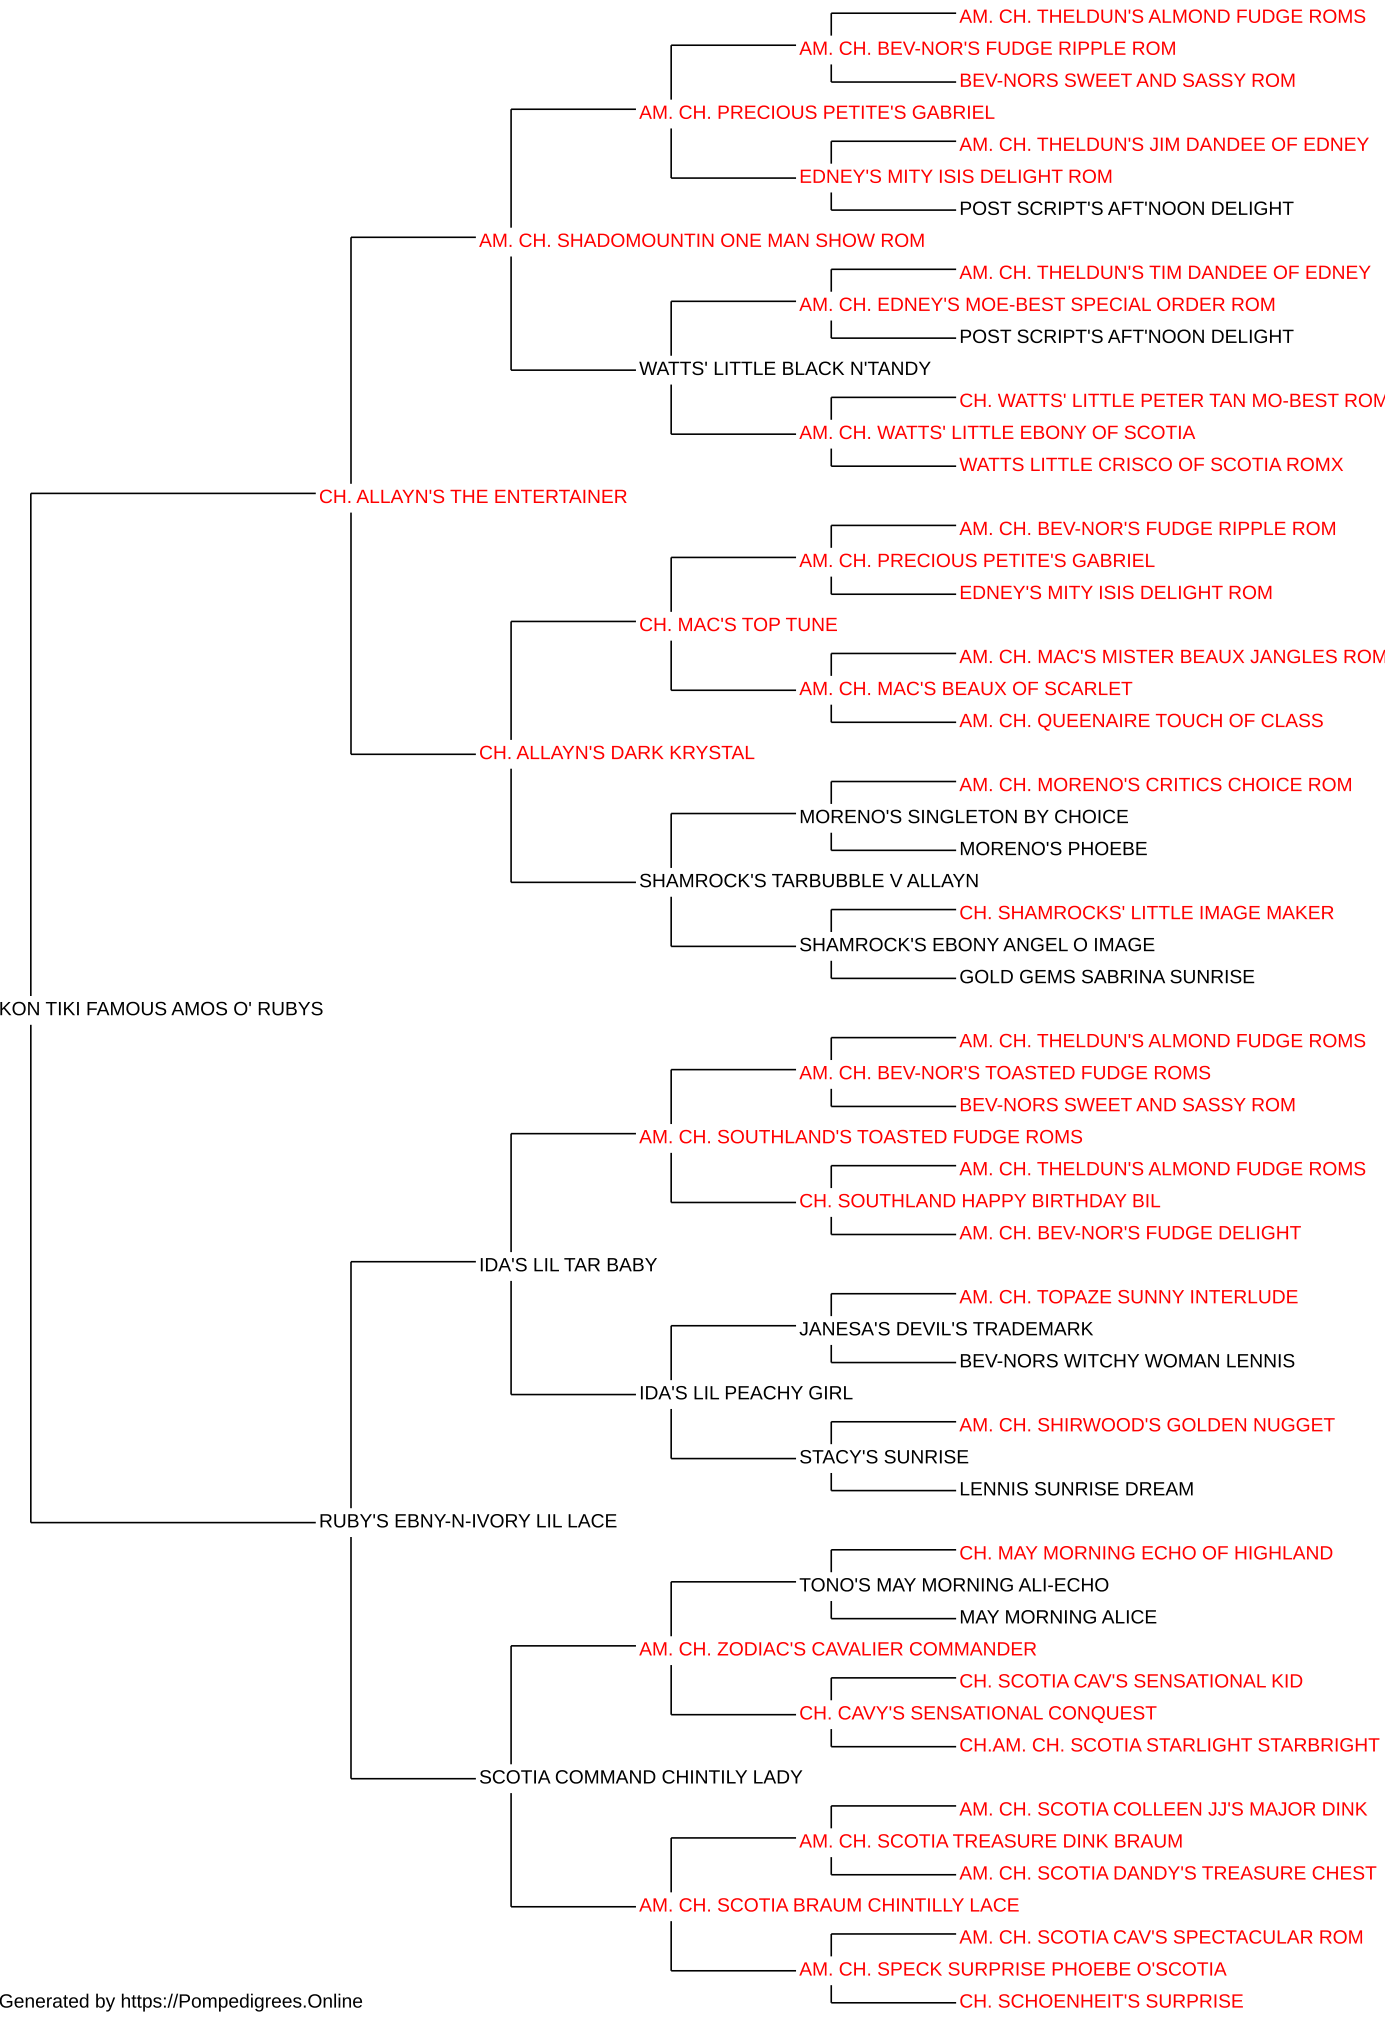 AM. CH. THELDUN'S ALMOND FUDGE ROMS
AM. CH. BEV-NOR'S FUDGE RIPPLE ROM
BEV-NORS SWEET AND SASSY ROM
AM. CH. PRECIOUS PETITE'S GABRIEL
AM. CH. THELDUN'S JIM DANDEE OF EDNEY
EDNEY'S MITY ISIS DELIGHT ROM
POST SCRIPT'S AFT'NOON DELIGHT
AM. CH. SHADOMOUNTIN ONE MAN SHOW ROM
AM. CH. THELDUN'S TIM DANDEE OF EDNEY
AM. CH. EDNEY'S MOE-BEST SPECIAL ORDER ROM
POST SCRIPT'S AFT'NOON DELIGHT
WATTS' LITTLE BLACK N'TANDY
CH. WATTS' LITTLE PETER TAN MO-BEST ROM
AM. CH. WATTS' LITTLE EBONY OF SCOTIA
WATTS LITTLE CRISCO OF SCOTIA ROMX
CH. ALLAYN'S THE ENTERTAINER
AM. CH. BEV-NOR'S FUDGE RIPPLE ROM
AM. CH. PRECIOUS PETITE'S GABRIEL
EDNEY'S MITY ISIS DELIGHT ROM
CH. MAC'S TOP TUNE
AM. CH. MAC'S MISTER BEAUX JANGLES ROM
AM. CH. MAC'S BEAUX OF SCARLET
AM. CH. QUEENAIRE TOUCH OF CLASS
CH. ALLAYN'S DARK KRYSTAL
AM. CH. MORENO'S CRITICS CHOICE ROM
MORENO'S SINGLETON BY CHOICE
MORENO'S PHOEBE
SHAMROCK'S TARBUBBLE V ALLAYN
CH. SHAMROCKS' LITTLE IMAGE MAKER
SHAMROCK'S EBONY ANGEL O IMAGE
GOLD GEMS SABRINA SUNRISE
KON TIKI FAMOUS AMOS O' RUBYS
AM. CH. THELDUN'S ALMOND FUDGE ROMS
AM. CH. BEV-NOR'S TOASTED FUDGE ROMS
BEV-NORS SWEET AND SASSY ROM
AM. CH. SOUTHLAND'S TOASTED FUDGE ROMS
AM. CH. THELDUN'S ALMOND FUDGE ROMS
CH. SOUTHLAND HAPPY BIRTHDAY BIL
AM. CH. BEV-NOR'S FUDGE DELIGHT
IDA'S LIL TAR BABY
AM. CH. TOPAZE SUNNY INTERLUDE
JANESA'S DEVIL'S TRADEMARK
BEV-NORS WITCHY WOMAN LENNIS
IDA'S LIL PEACHY GIRL
AM. CH. SHIRWOOD'S GOLDEN NUGGET
STACY'S SUNRISE
LENNIS SUNRISE DREAM
RUBY'S EBNY-N-IVORY LIL LACE
CH. MAY MORNING ECHO OF HIGHLAND
TONO'S MAY MORNING ALI-ECHO
MAY MORNING ALICE
AM. CH. ZODIAC'S CAVALIER COMMANDER
CH. SCOTIA CAV'S SENSATIONAL KID
CH. CAVY'S SENSATIONAL CONQUEST
CH.AM. CH. SCOTIA STARLIGHT STARBRIGHT
SCOTIA COMMAND CHINTILY LADY
AM. CH. SCOTIA COLLEEN JJ'S MAJOR DINK
AM. CH. SCOTIA TREASURE DINK BRAUM
AM. CH. SCOTIA DANDY'S TREASURE CHEST
AM. CH. SCOTIA BRAUM CHINTILLY LACE
AM. CH. SCOTIA CAV'S SPECTACULAR ROM
AM. CH. SPECK SURPRISE PHOEBE O'SCOTIA
CH. SCHOENHEIT'S SURPRISE
Generated by https://Pompedigrees.Online